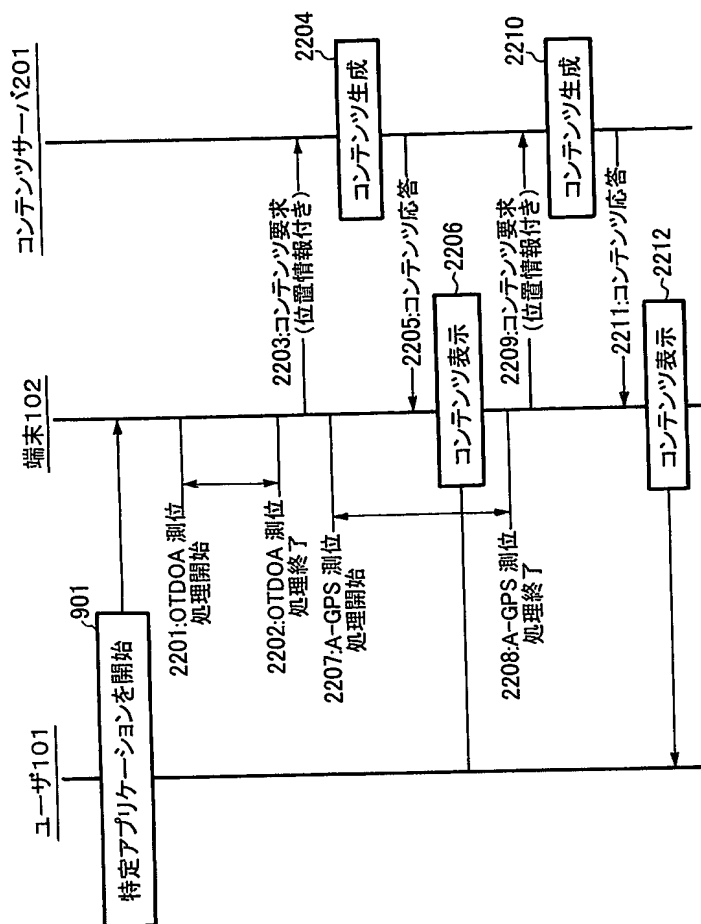 ユーザ101
端末102
コンテンツサーバ201
901
特定アプリケーションを開始
2201:OTDOA 測位
処理開始
2202:OTDOA 測位
処理終了
2203:コンテンツ要求
(位置情報付き)
2204
コンテンツ生成
2207:A-GPS 測位
処理開始
2205:コンテンツ応答
2206
コンテンツ表示
2208:A-GPS 測位
処理終了
2209:コンテンツ要求
(位置情報付き)
2210
コンテンツ生成
2211:コンテンツ応答
2212
コンテンツ表示